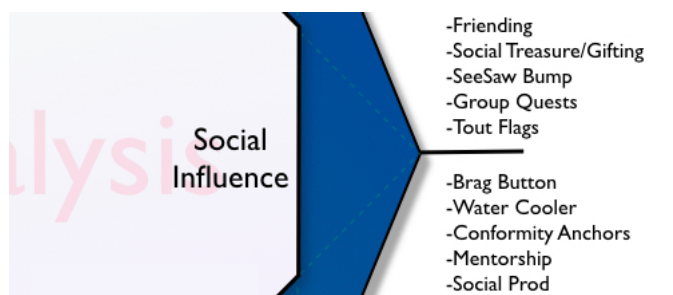 -Friending
-Social Treasure/Gifting
-SeeSaw Bump
-Group Quests
-Tout Flags
alysis
Social
Influence
-Brag Button
-Water Cooler
-Conformity Anchors
-Mentorship
-Social Prod